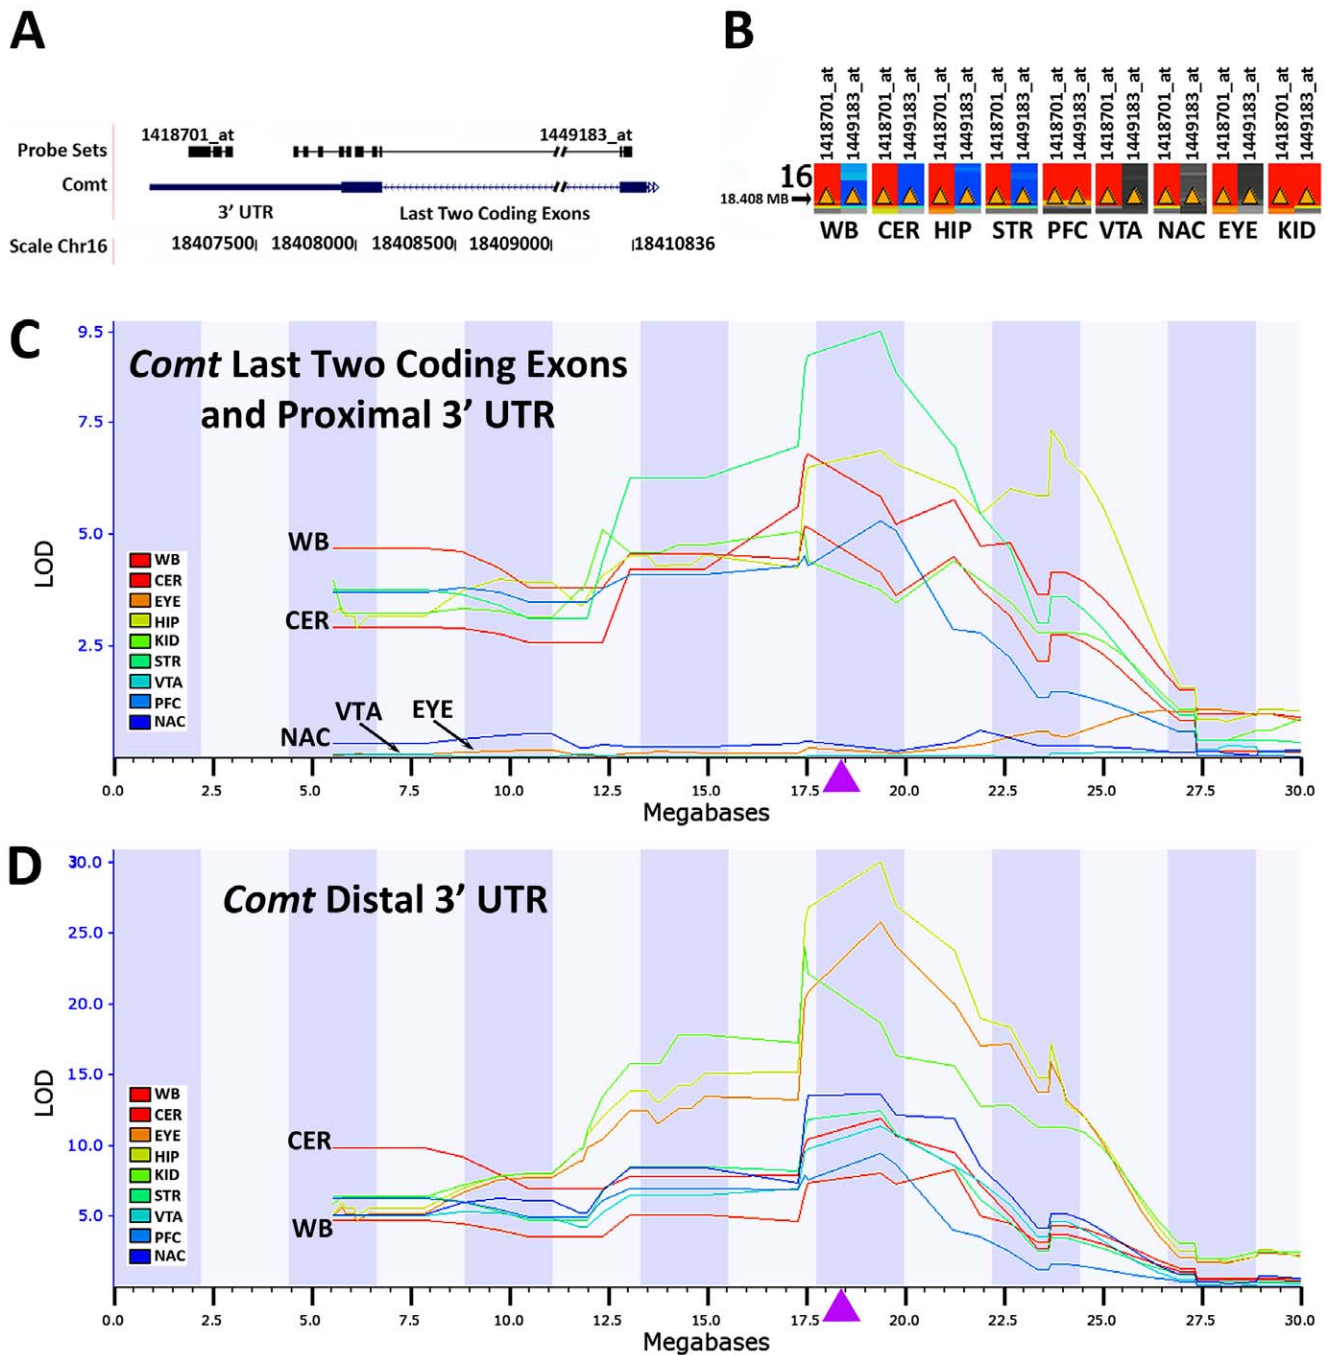 A
1418701_at 1449183_at
Probe Sets
Comt
3' UTR Last Two Coding Exons
Scale Chr16 18407500 18408000 18408500 18409000 18410836
B
1418701_at 1449183_at 1418701_at 1449183_at 1418701_at 1449183_at 1418701_at 1449183_at 1418701_at 1449183_at 1418701_at 1449183_at 1418701_at 1449183_at 1418701_at 1449183_at 1418701_at 1449183_at
16
18.408 MB
WB CER HIP STR PFC VTA NAC EYE KID
C
Comt Last Two Coding Exons
and Proximal 3' UTR
LOD
9.5
7.5
5.0
2.5
WB
CER
VTA EYE
NAC
WB
CER
EYE
HIP
KID
STR
VTA
PFC
NAC
0.0 2.5 5.0 7.5 10.0 12.5 15.0 17.5 20.0 22.5 25.0 27.5 30.0
Megabases
D
Comt Distal 3' UTR
LOD
30.0
25.0
20.0
15.0
10.0
5.0
CER
WB
WB
CER
EYE
HIP
KID
STR
VTA
PFC
NAC
0.0 2.5 5.0 7.5 10.0 12.5 15.0 17.5 20.0 22.5 25.0 27.5 30.0
Megabases